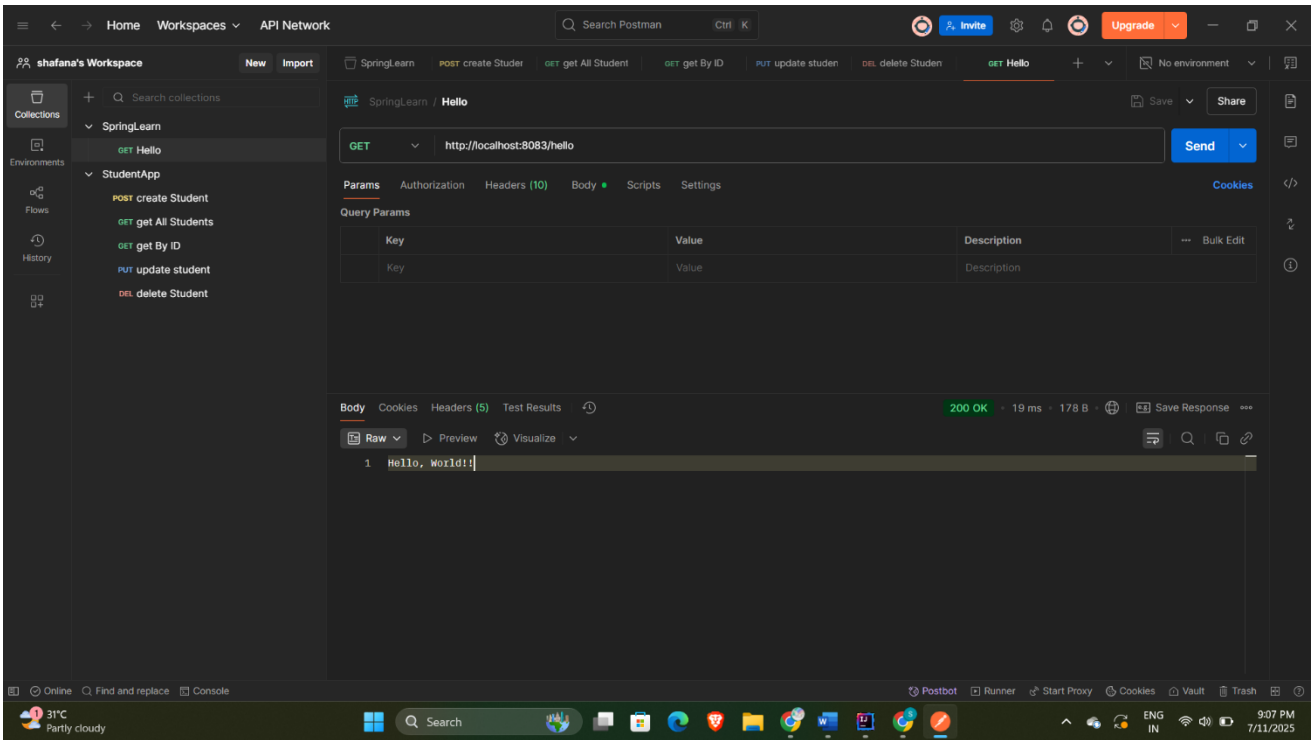 Home Workspaces API Network Search Postman Ctrl K Invite Upgrade
shafana's Workspace New Import SpringLearn POST create Studer GET get All Student GET get By ID PUT update studen DEL delete Studen GET Hello No environment
Collections
Environments
Flows
History
Search collections
SpringLearn
GET Hello
StudentApp
POST create Student
GET get All Students
GET get By ID
PUT update student
DEL delete Student
HTTP SpringLearn / Hello Save Share
GET http://localhost:8083/hello Send
Params Authorization Headers (10) Body Scripts Settings Cookies
Query Params
Key Value Description Bulk Edit
Key Value Description
Body Cookies Headers (5) Test Results 200 OK 19 ms 178 B Save Response
Raw Preview Visualize
1 Hello, World!!
Online Find and replace Console Postbot Runner Start Proxy Cookies Vault Trash
1 31°C
Partly cloudy
Search
ENG
IN
9:07 PM
7/11/2025